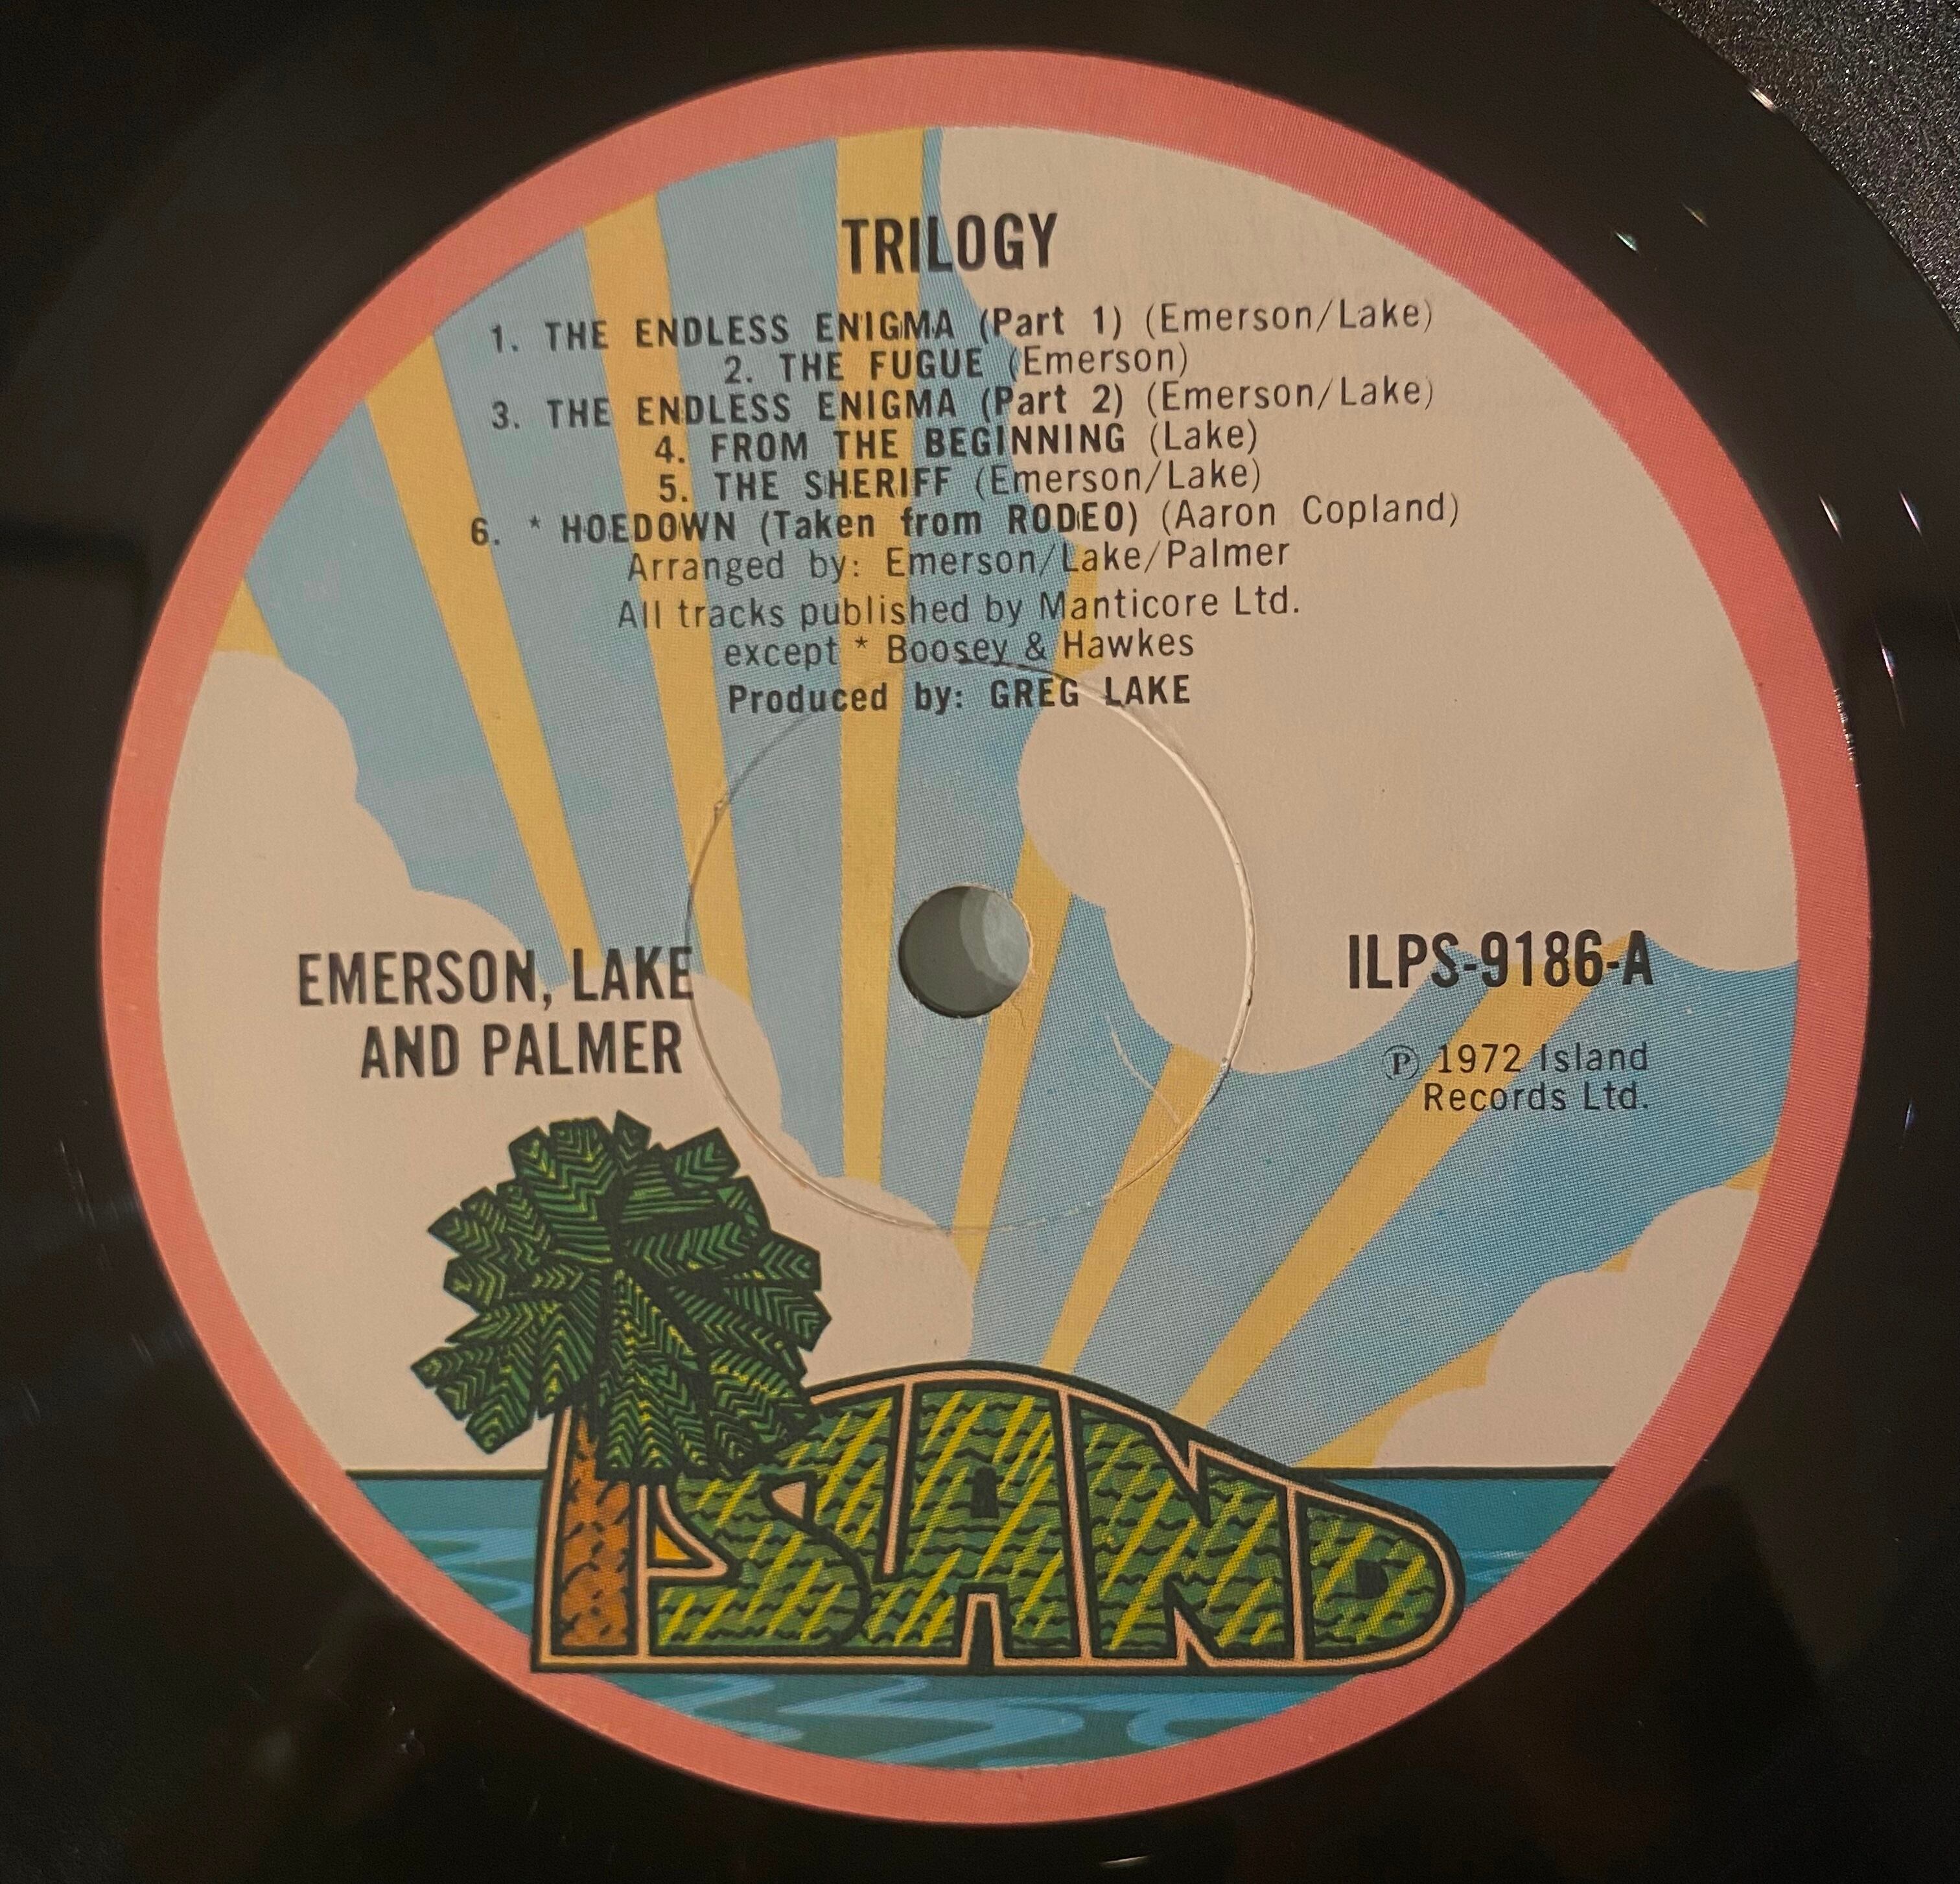 TRILOGY
1. THE ENDLESS ENIGMA (Part 1) (Emerson/Lake)
2. THE FUGUE (Emerson)
3. THE ENDLESS ENIGMA (Part 2) (Emerson/Lake)
4. FROM THE BEGINNING (Lake)
5. THE SHERIFF (Emerson/Lake)
6. * HOEDOWN (Taken from RODEO) (Aaron Copland)
Arranged by: Emerson/Lake/Palmer
All tracks published by Manticore Ltd.
except * Boosey & Hawkes
Produced by: GREG LAKE
EMERSON, LAKE
AND PALMER
ILPS-9186-A
Ⓟ 1972 Island
Records Ltd.
ISLAND